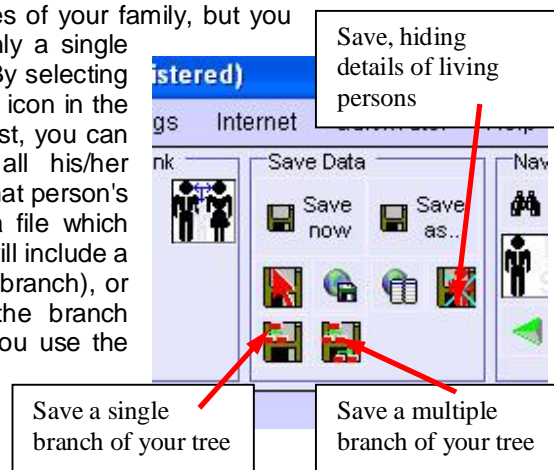 es of your family, but you
nly a single
By selecting
icon in the
st, you can
all his/her
hat person's
a file which
ill include a
branch), or
the branch
ou use the
Save, hiding
details of living
persons
istered)
gs Internet
nk
Save Data
Nav
Save
now
Save
as...
Save a single
branch of your tree
Save a multiple
branch of your tree